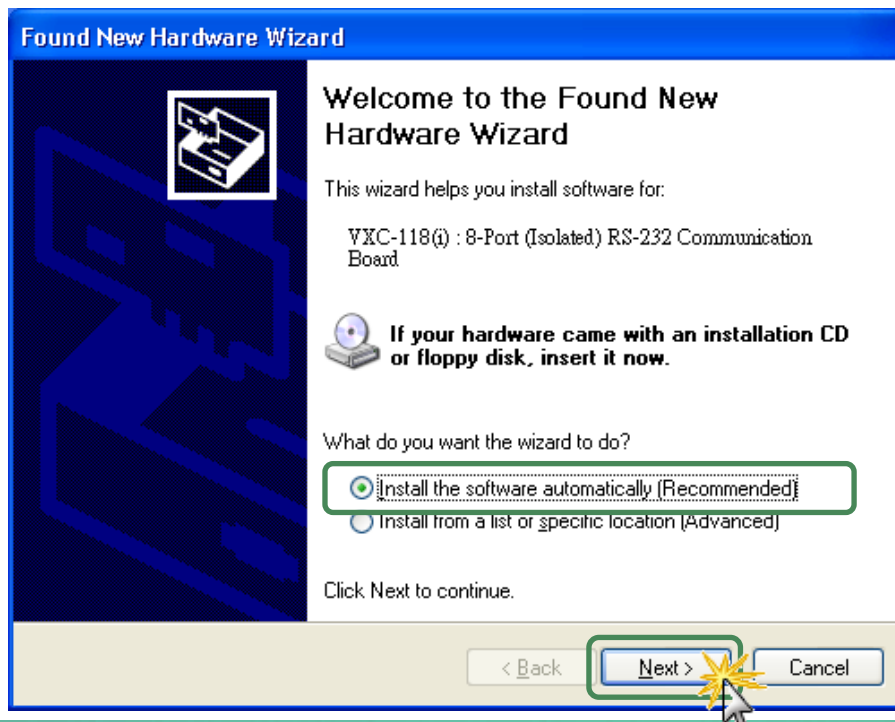 Found New Hardware Wizard
Welcome to the Found New
Hardware Wizard
This wizard helps you install software for:
VXC-118(i) : 8-Port (Isolated) RS-232 Communication
Board
If your hardware came with an installation CD
or floppy disk, insert it now.
What do you want the wizard to do?
Install the software automatically (Recommended)
Install from a list or specific location (Advanced)
Click Next to continue.
< Back Next > Cancel